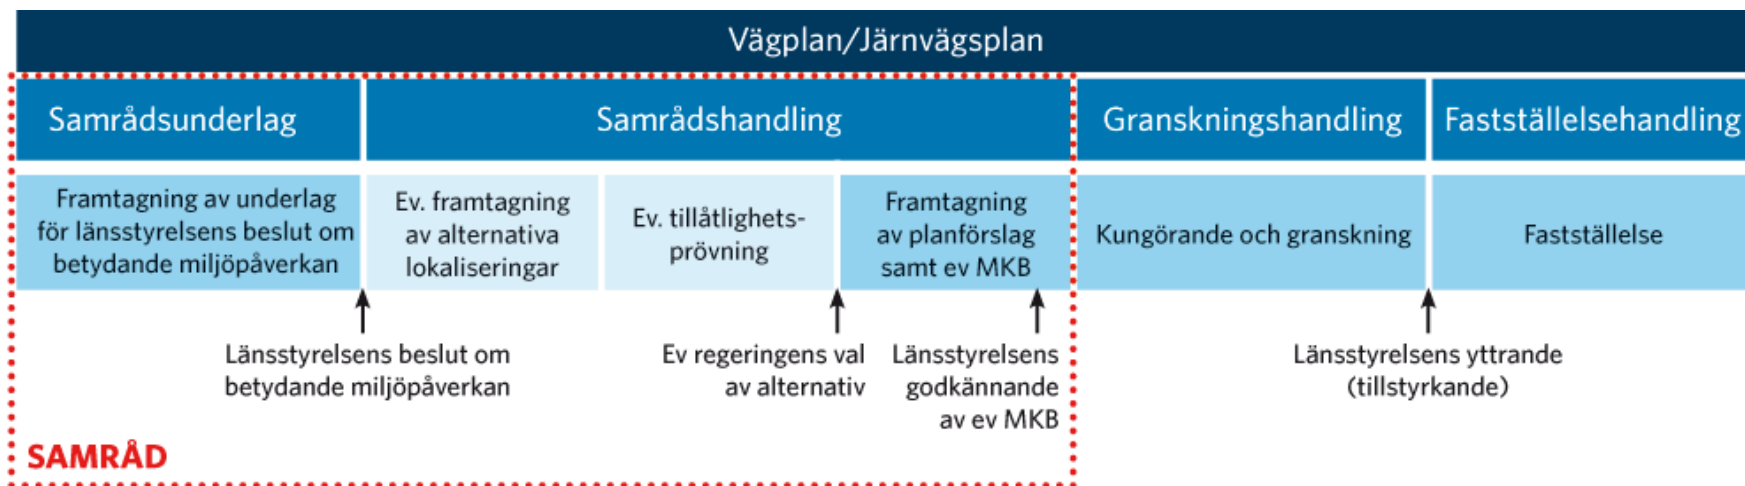 Vägplan/Järnvägsplan
Samrådsunderlag
Samrådshandling
Granskningshandling
Fastställelsehandling
Framtagning av underlag
för länsstyrelsens beslut om
betydande miljöpåverkan
Ev. framtagning
av alternativa
lokaliseringar
Ev. tillåtlighets-
prövning
Framtagning
av planförslag
samt ev MKB
Kungörande och granskning
Fastställelse
Länsstyrelsens beslut om
betydande miljöpåverkan
Ev regeringens val
av alternativ
Länsstyrelsens
godkännande
av ev MKB
Länsstyrelsens yttrande
(tillstyrkande)
SAMRÅD